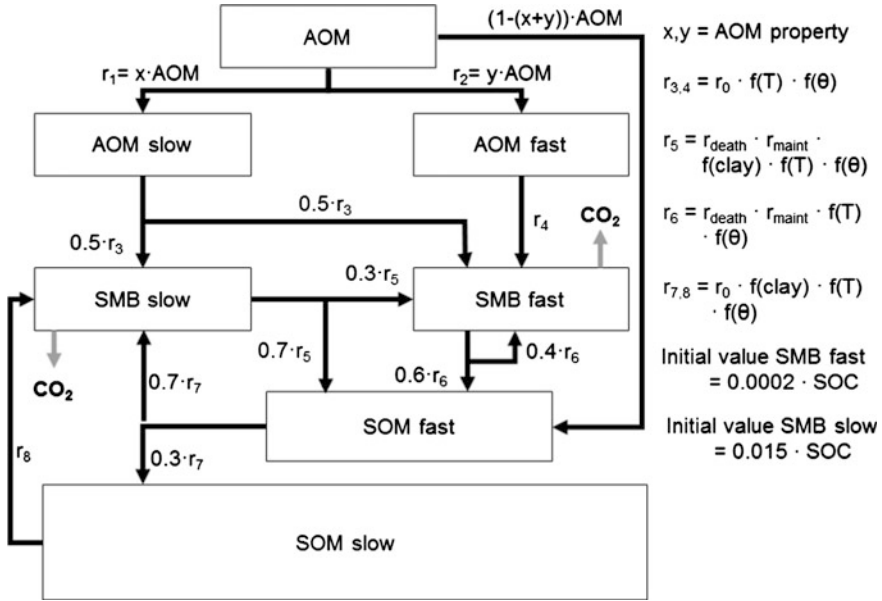 AOM
(1-(x+y))·AOM
r1= x·AOM
r2= y·AOM
AOM slow
AOM fast
0.5·r3
0.5·r3
r4
CO2
SMB slow
0.3·r5
SMB fast
CO2
0.7·r7
0.7·r5
0.6·r6
0.4·r6
SOM fast
r8
0.3·r7
SOM slow
x,y = AOM property
r3,4 = r0 · f(T) · f(θ)
r5 = rdeath · rmaint ·
f(clay) · f(T) · f(θ)
r6 = rdeath · rmaint · f(T)
· f(θ)
r7,8 = r0 · f(clay) · f(T)
· f(θ)
Initial value SMB fast
= 0.0002 · SOC
Initial value SMB slow
= 0.015 · SOC